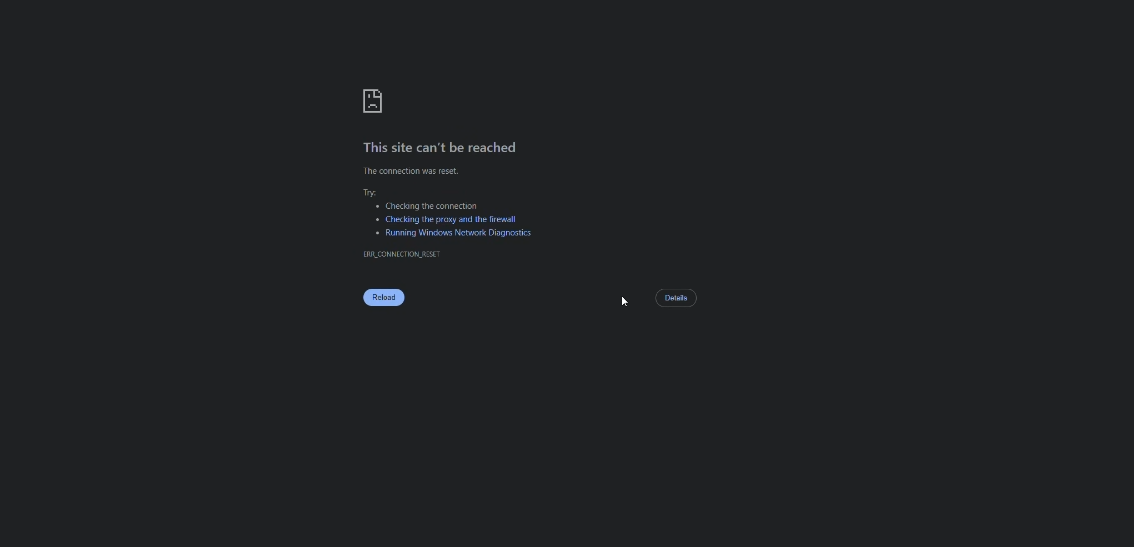 This site can't be reached
The connection was reset.
Try:
• Checking the connection
• Checking the proxy and the firewall
• Running Windows Network Diagnostics
ERR_CONNECTION_RESET
Reload
Details